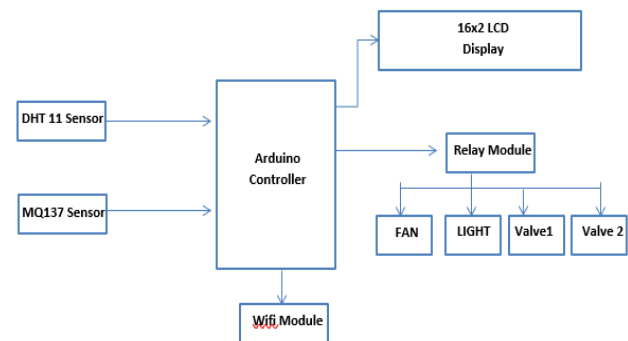 16x2 LCD
Display
DHT 11 Sensor
Arduino
Controller
Relay Module
MQ137 Sensor
FAN
LIGHT
Valve1
Valve 2
Wifi Module